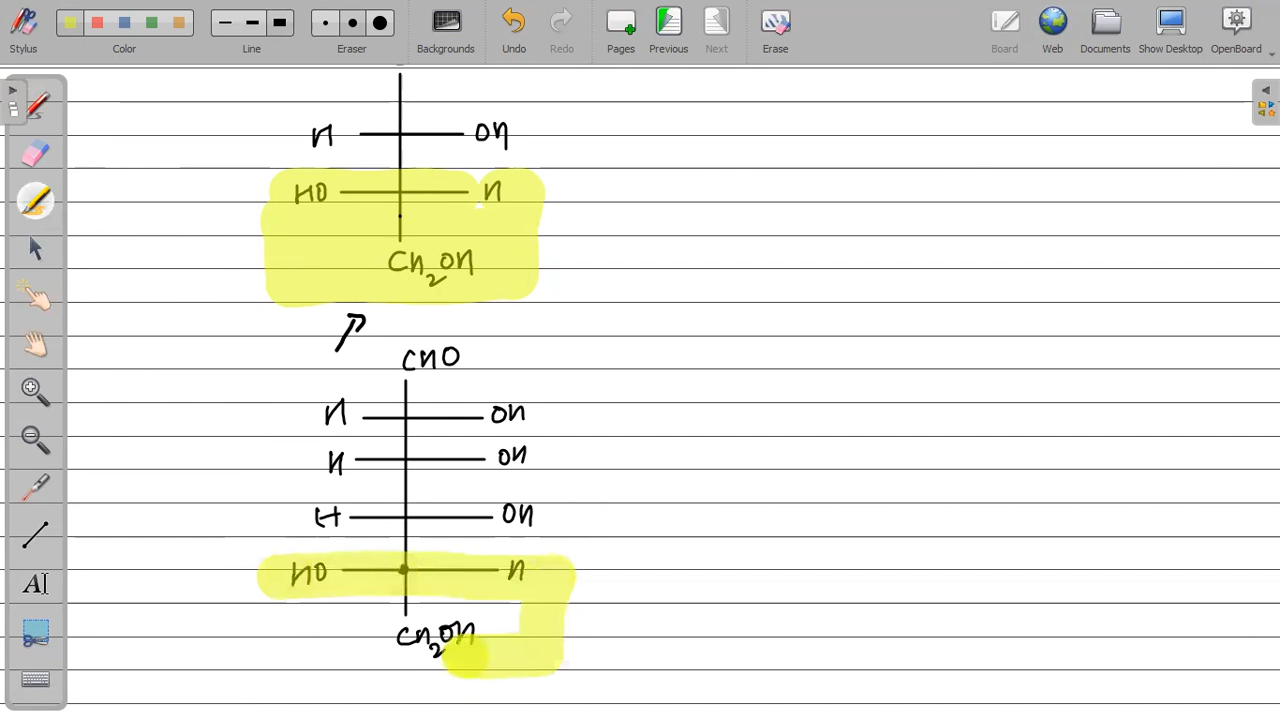 Stylus Color Line Eraser Backgrounds Undo Redo Pages Previous Next Erase Board Web Documents Show Desktop OpenBoard
H OH
HO H
CH2OH
CHO
H OH
H OH
H OH
HO H
CH2OH